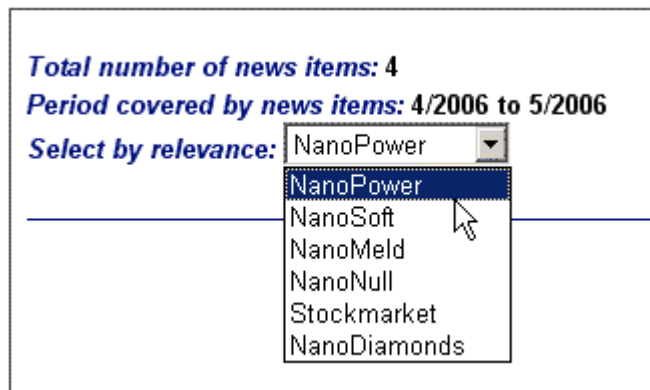 Total number of news items: 4
Period covered by news items: 4/2006 to 5/2006
Select by relevance: NanoPower
NanoPower
NanoSoft
NanoMeld
NanoNull
Stockmarket
NanoDiamonds